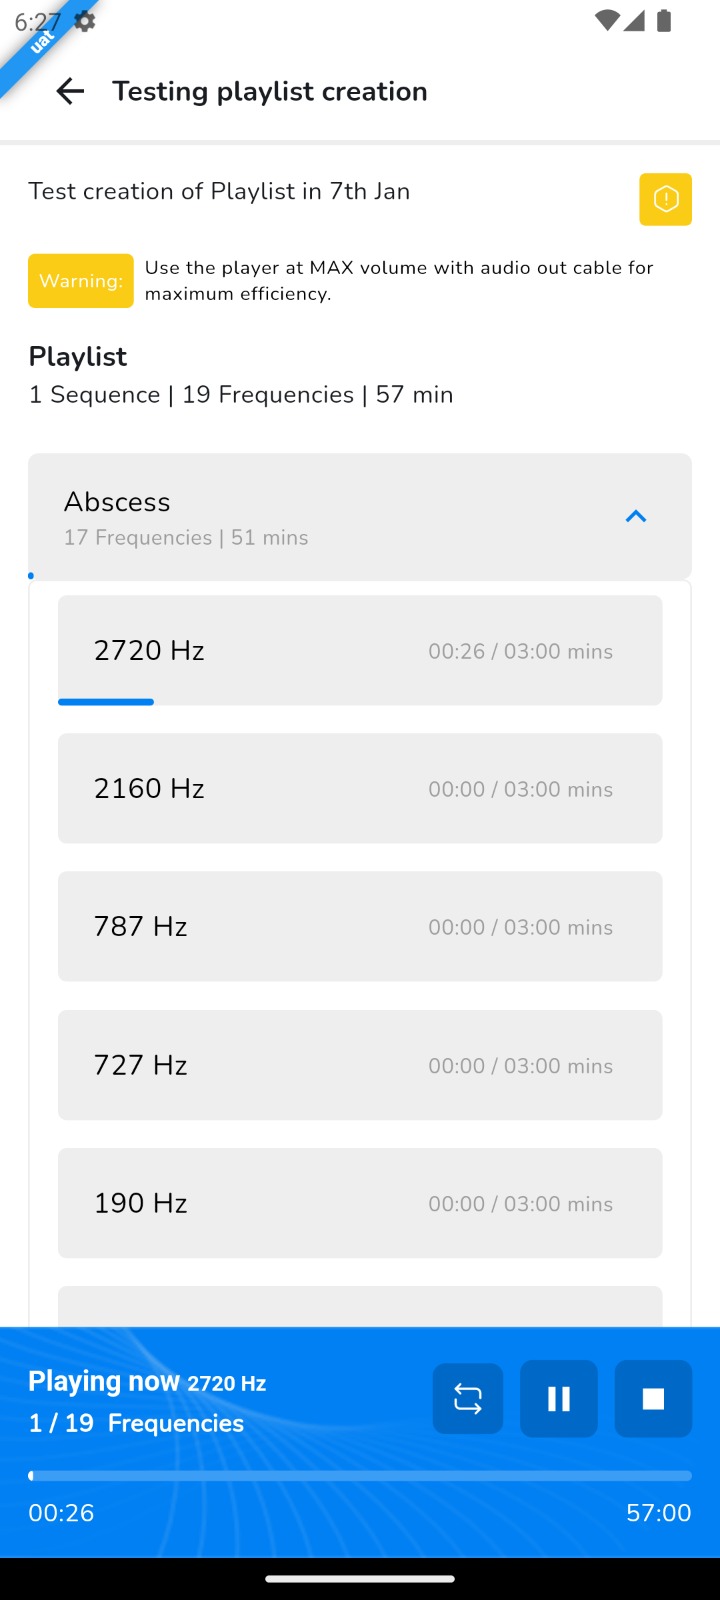 6:27
uat
Testing playlist creation
Test creation of Playlist in 7th Jan
Warning:
Use the player at MAX volume with audio out cable for
maximum efficiency.
Playlist
1 Sequence | 19 Frequencies | 57 min
Abscess
17 Frequencies | 51 mins
2720 Hz 00:26 / 03:00 mins
2160 Hz 00:00 / 03:00 mins
787 Hz 00:00 / 03:00 mins
727 Hz 00:00 / 03:00 mins
190 Hz 00:00 / 03:00 mins
Playing now 2720 Hz
1 / 19 Frequencies
00:26 57:00